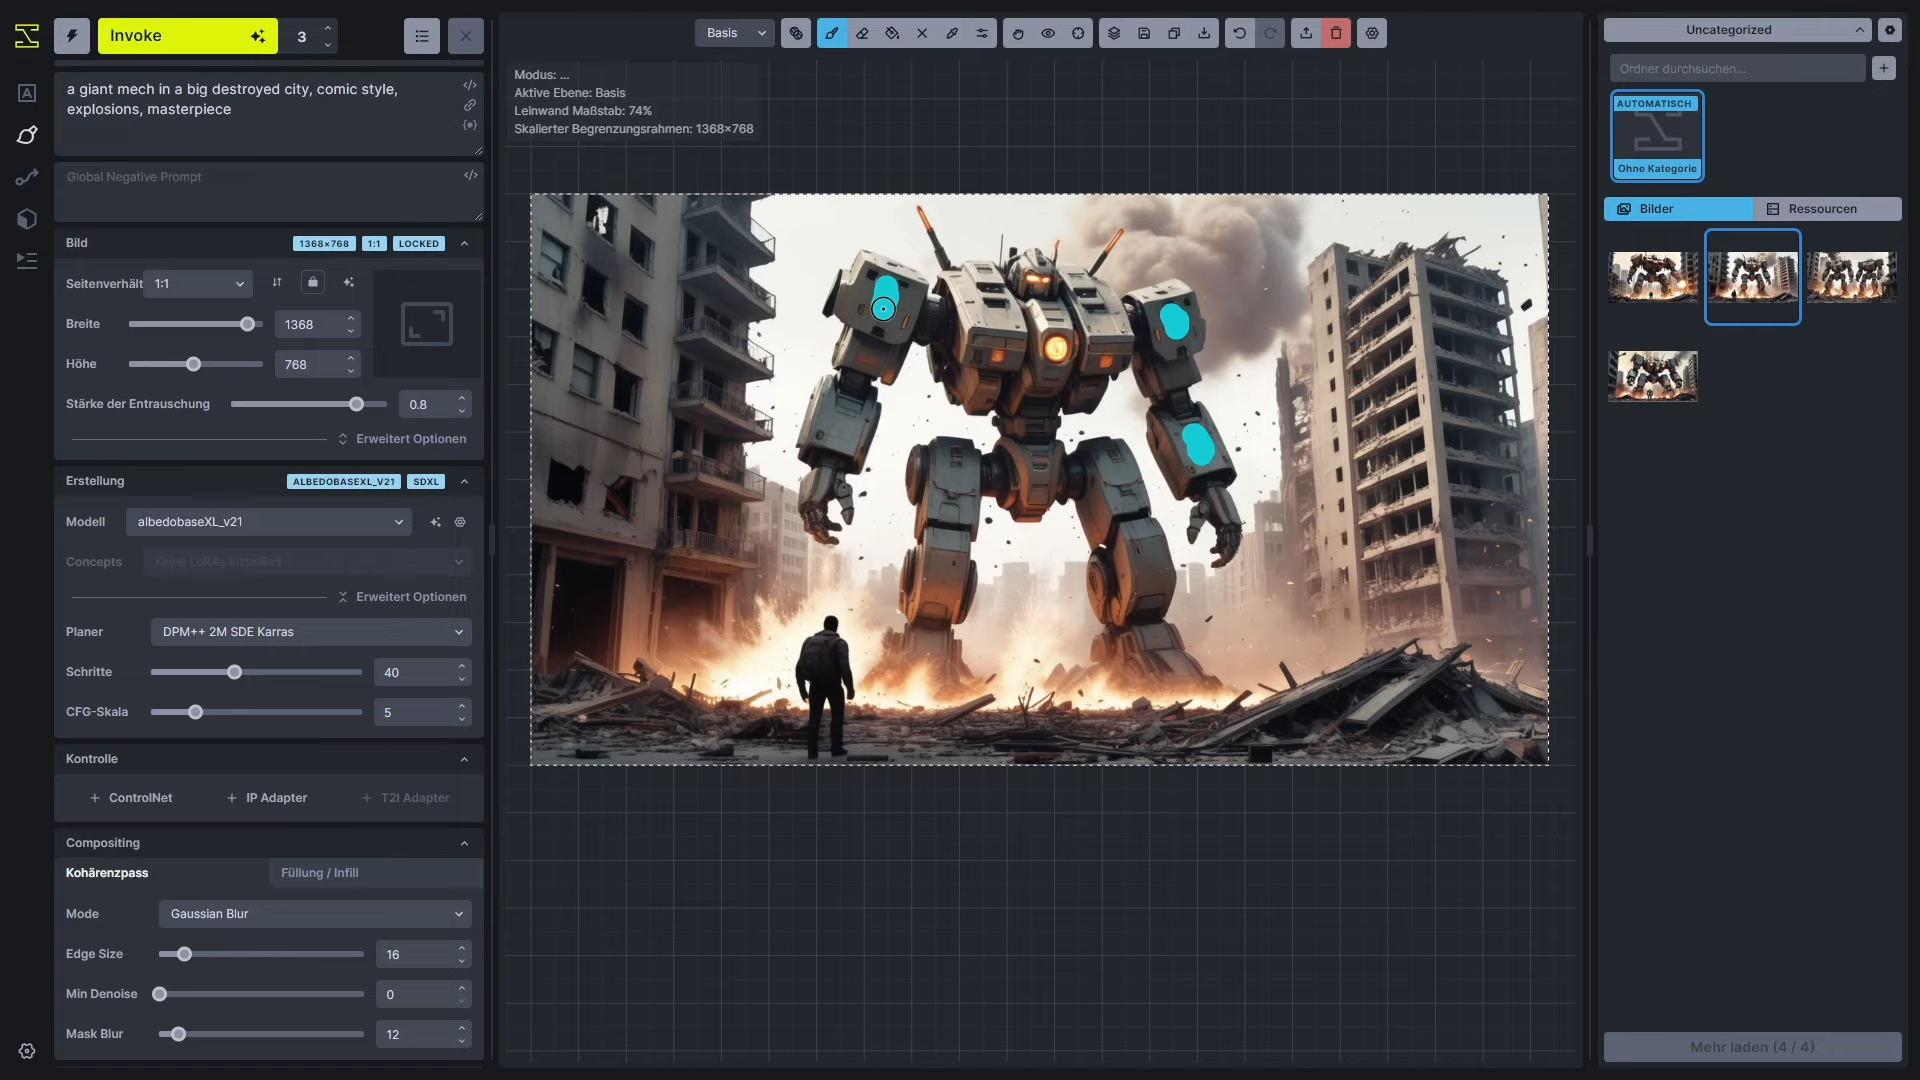 Invoke
3
Basis
Uncategorized
a giant mech in a big destroyed city, comic style,
explosions, masterpiece
Global Negative Prompt
Bild
1368×768
1:1
LOCKED
Seitenverhält
1:1
Breite
1368
Höhe
768
Stärke der Entrauschung
0.8
Erweitert Optionen
Erstellung
ALBEDOBASEXL_V21
SDXL
Modell
albedobaseXL_v21
Concepts
Keine LoRAs installiert
Erweitert Optionen
Planer
DPM++ 2M SDE Karras
Schritte
40
CFG-Skala
5
Kontrolle
ControlNet
IP Adapter
T2I Adapter
Compositing
Kohärenzpass
Füllung / Infill
Mode
Gaussian Blur
Edge Size
16
Min Denoise
0
Mask Blur
12
Modus: ...
Aktive Ebene: Basis
Leinwand Maßstab: 74%
Skalierter Begrenzungsrahmen: 1368×768
Ordner durchsuchen...
AUTOMATISCH
Ohne Kategorie
Bilder
Ressourcen
Mehr laden (4 / 4)